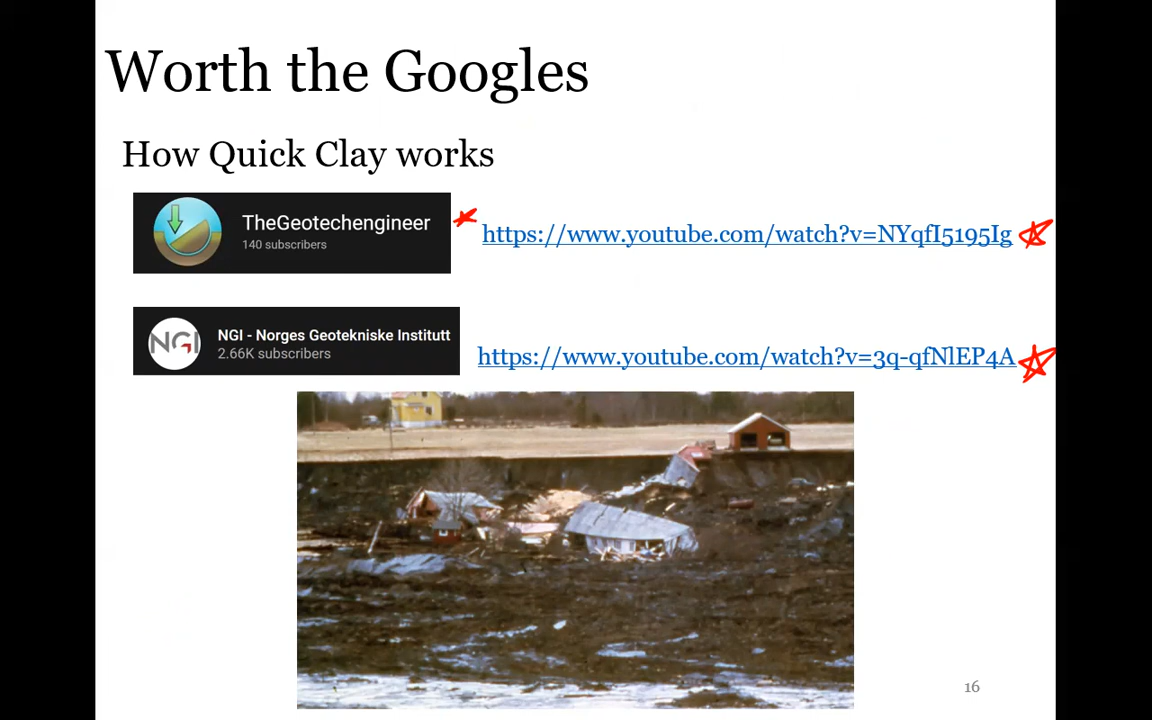 Worth the Googles
How Quick Clay works
TheGeotechengineer
140 subscribers
https://www.youtube.com/watch?v=NYqfI5195Ig
NGI
NGI - Norges Geotekniske Institutt
2.66K subscribers
https://www.youtube.com/watch?v=3q-qfNlEP4A
16